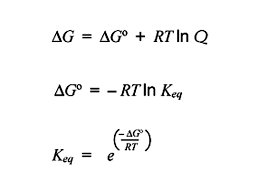 ΔG = ΔG° + RT ln Q
ΔG° = - RT ln K_eq
K_eq = e^(-ΔG°/RT)